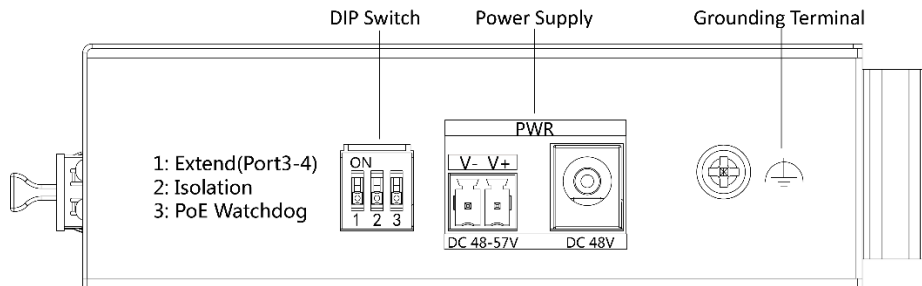 DIP Switch
Power Supply
Grounding Terminal
PWR
1: Extend(Port3-4)
2: Isolation
3: PoE Watchdog
ON
1 2 3
V- V+
DC 48-57V
DC 48V